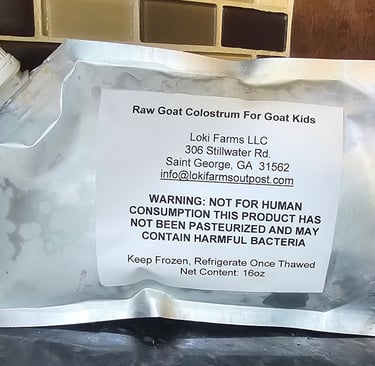 Raw Goat Colostrum For Goat Kids
Loki Farms LLC
306 Stillwater Rd.
Saint George, GA 31562
info@lokifarmsoutpost.com
WARNING: NOT FOR HUMAN
CONSUMPTION THIS PRODUCT HAS
NOT BEEN PASTEURIZED AND MAY
CONTAIN HARMFUL BACTERIA
Keep Frozen, Refrigerate Once Thawed
Net Content: 16oz